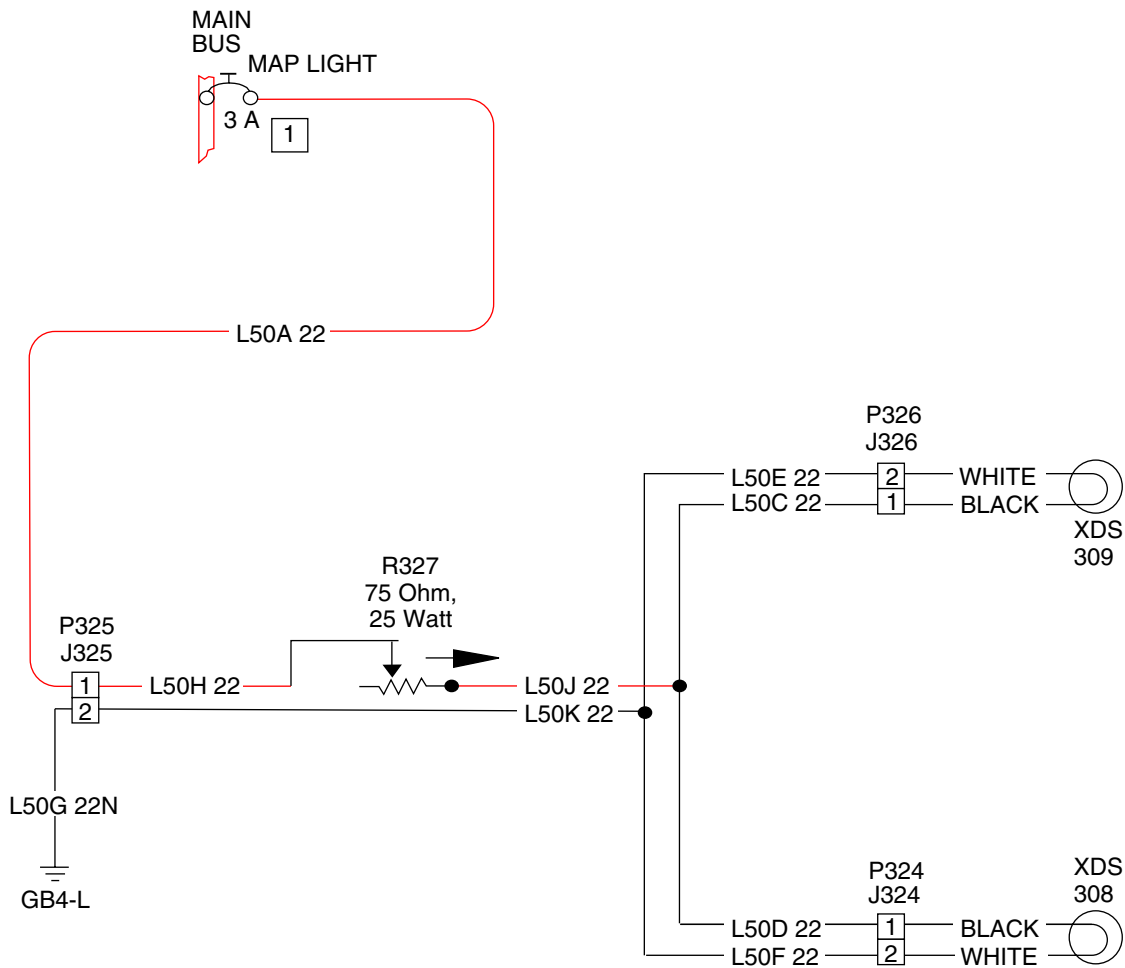 MAIN
BUS
MAP LIGHT
3 A
1
L50A 22
P326
J326
L50E 22
2
WHITE
L50C 22
1
BLACK
XDS
309
R327
75 Ohm,
25 Watt
P325
J325
1
L50H 22
L50J 22
2
L50K 22
L50G 22N
GB4-L
P324
J324
XDS
308
L50D 22
1
BLACK
L50F 22
2
WHITE